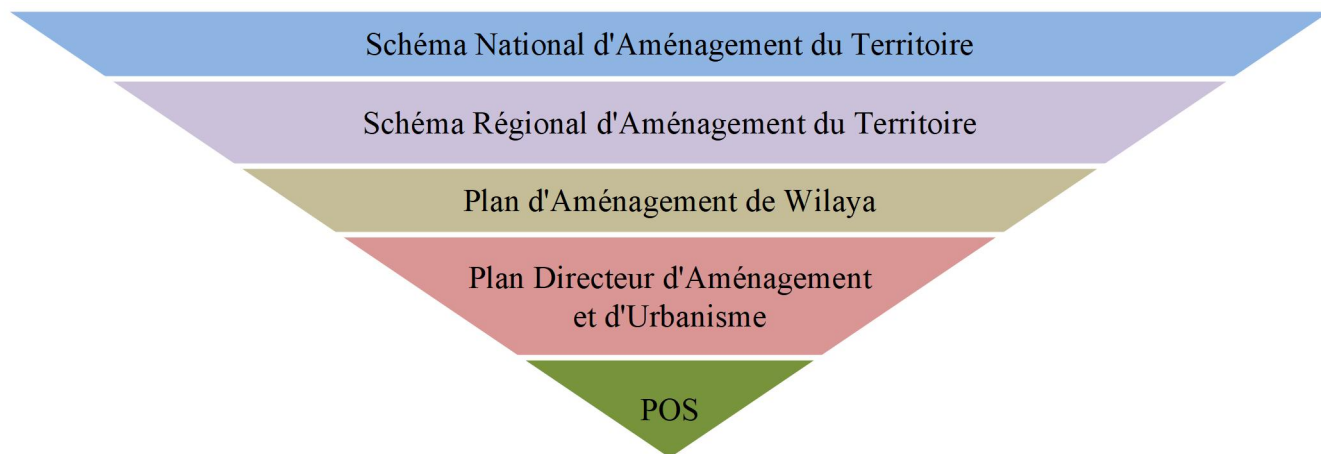 Schéma National d'Aménagement du Territoire
Schéma Régional d'Aménagement du Territoire
Plan d'Aménagement de Wilaya
Plan Directeur d'Aménagement
et d'Urbanisme
POS